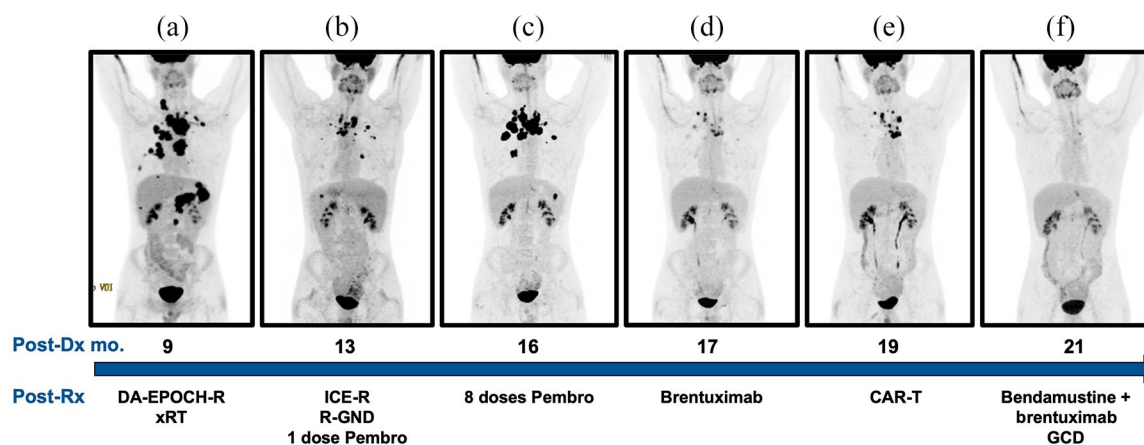 (a) (b) (c) (d) (e) (f)
VOI
Post-Dx mo. 9 13 16 17 19 21
Post-Rx DA-EPOCH-R ICE-R 8 doses Pembro Brentuximab CAR-T Bendamustine +
xRT R-GND brentuximab
1 dose Pembro GCD